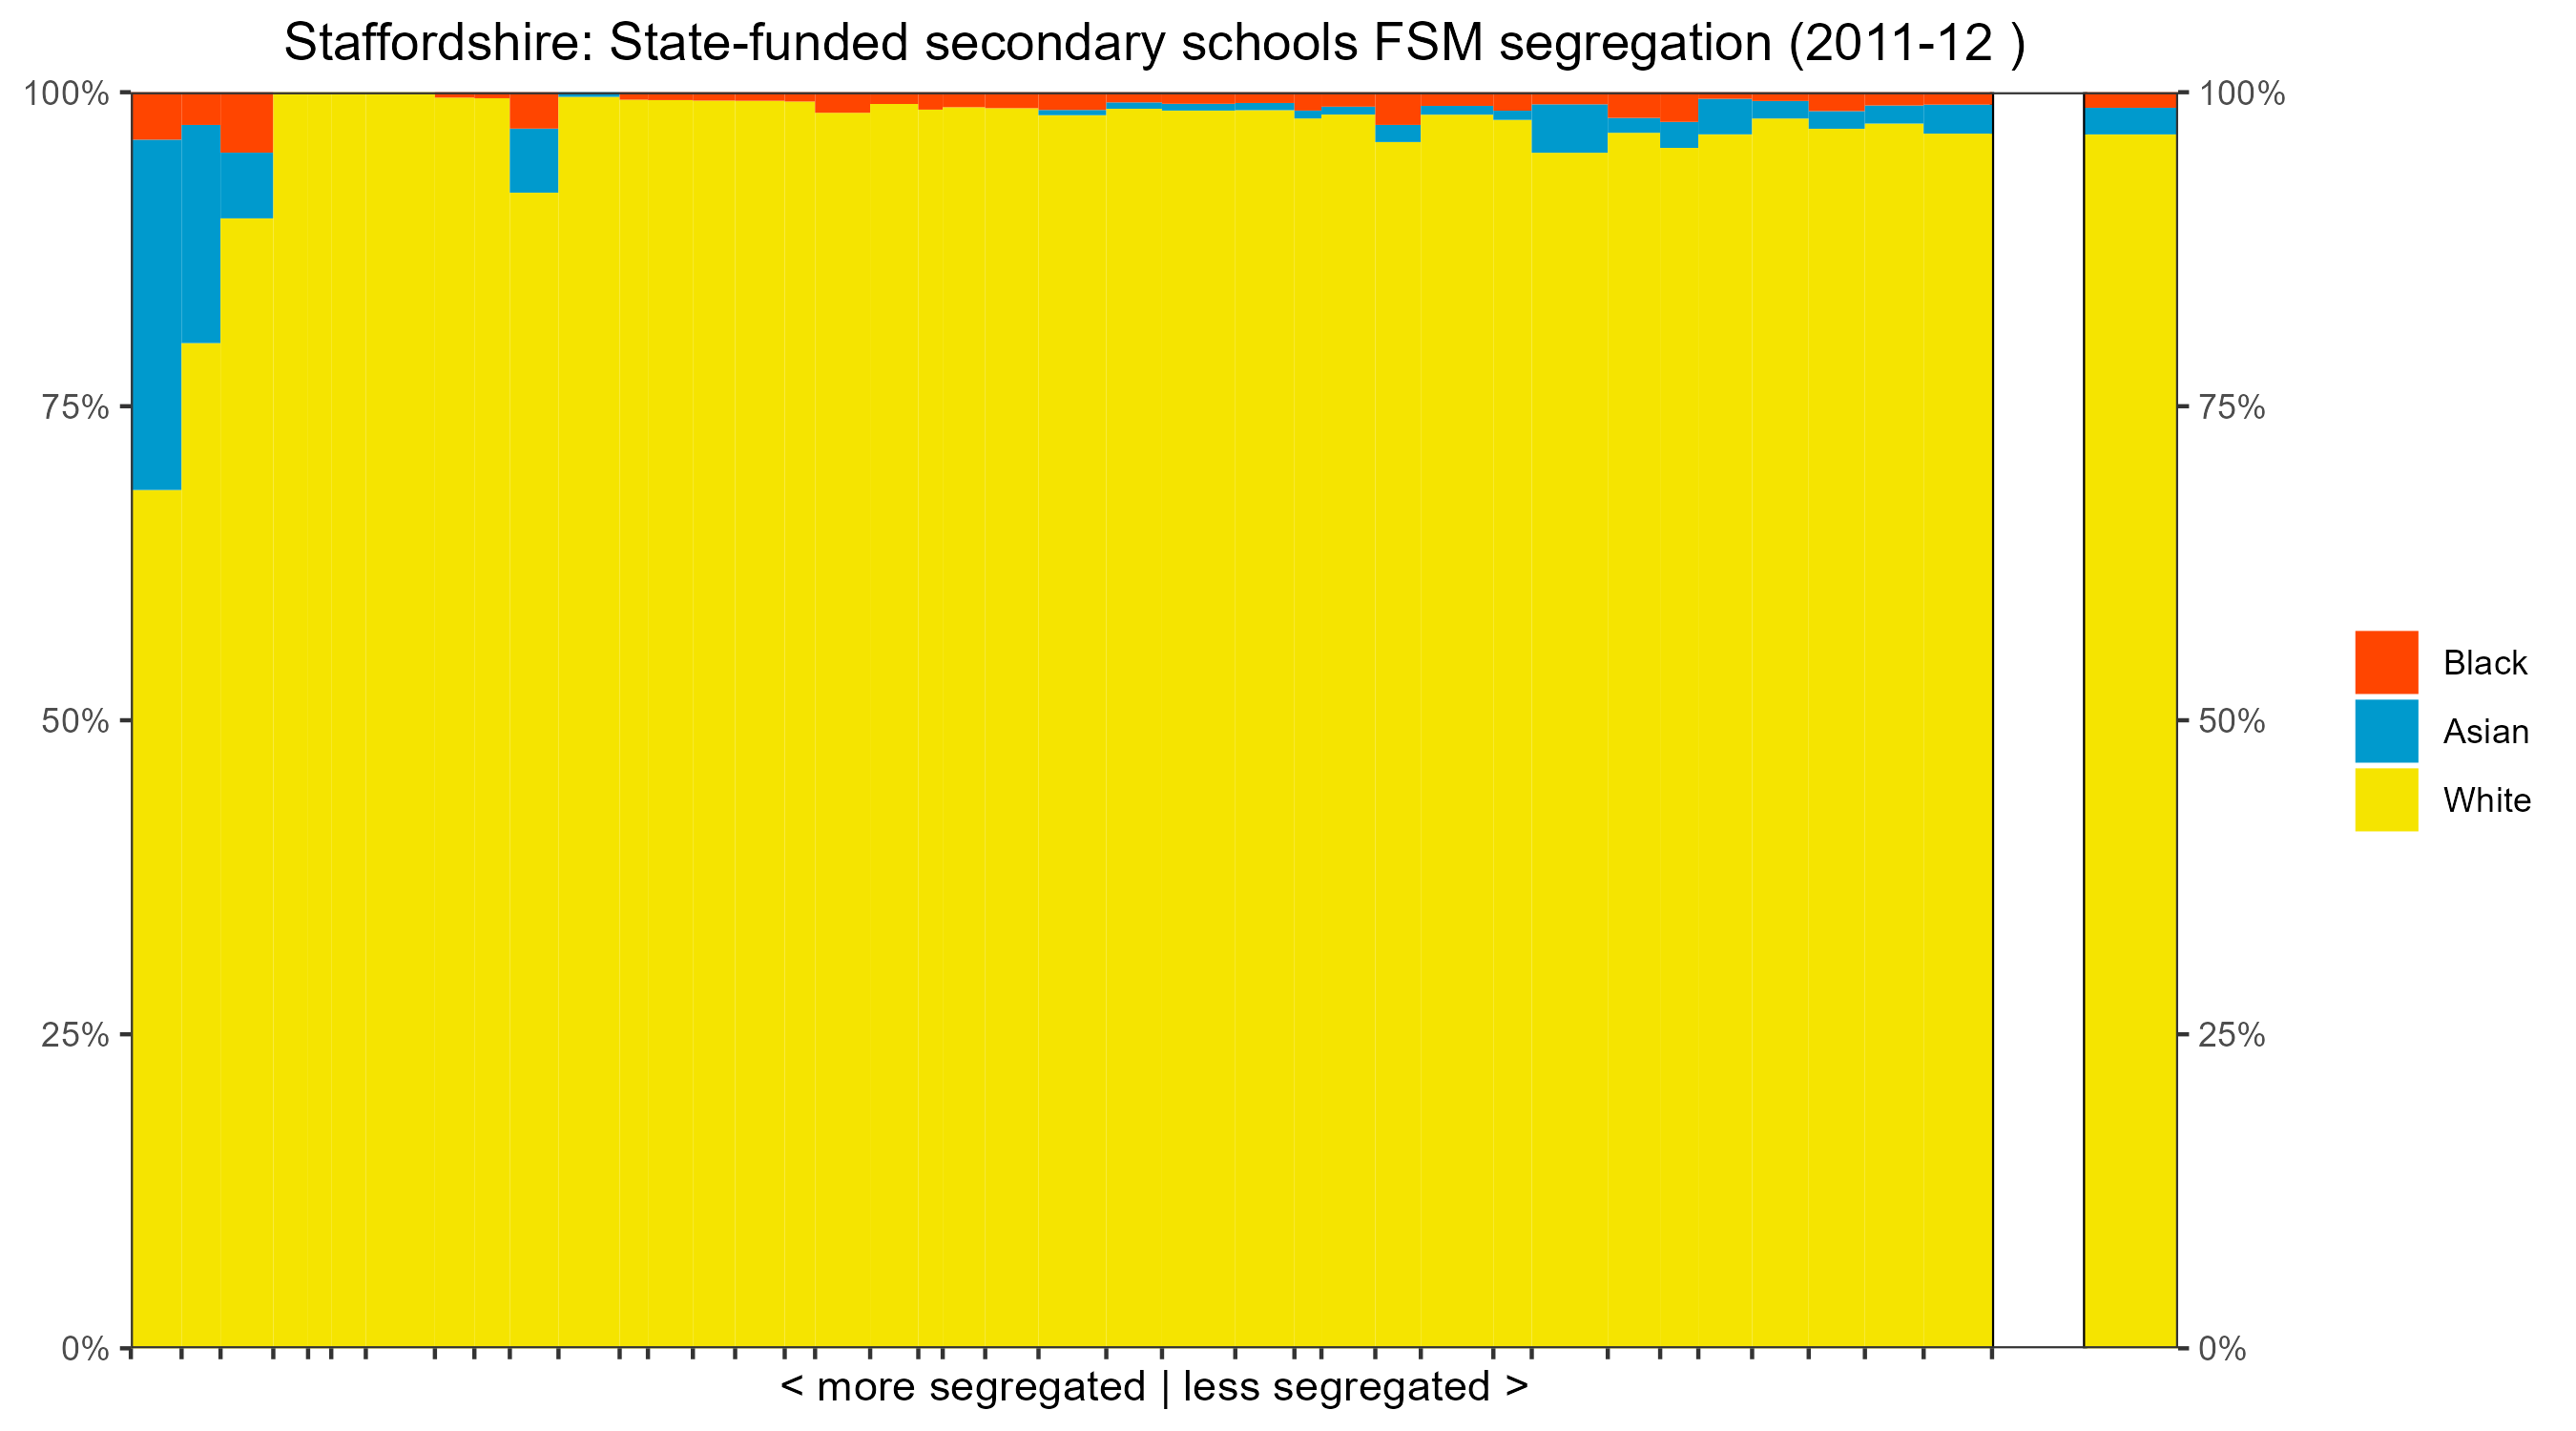 Staffordshire: State-funded secondary schools FSM segregation (2011-12 )
100%
75%
50%
25%
0%
100%
75%
50%
25%
0%
Black
Asian
White
< more segregated | less segregated >